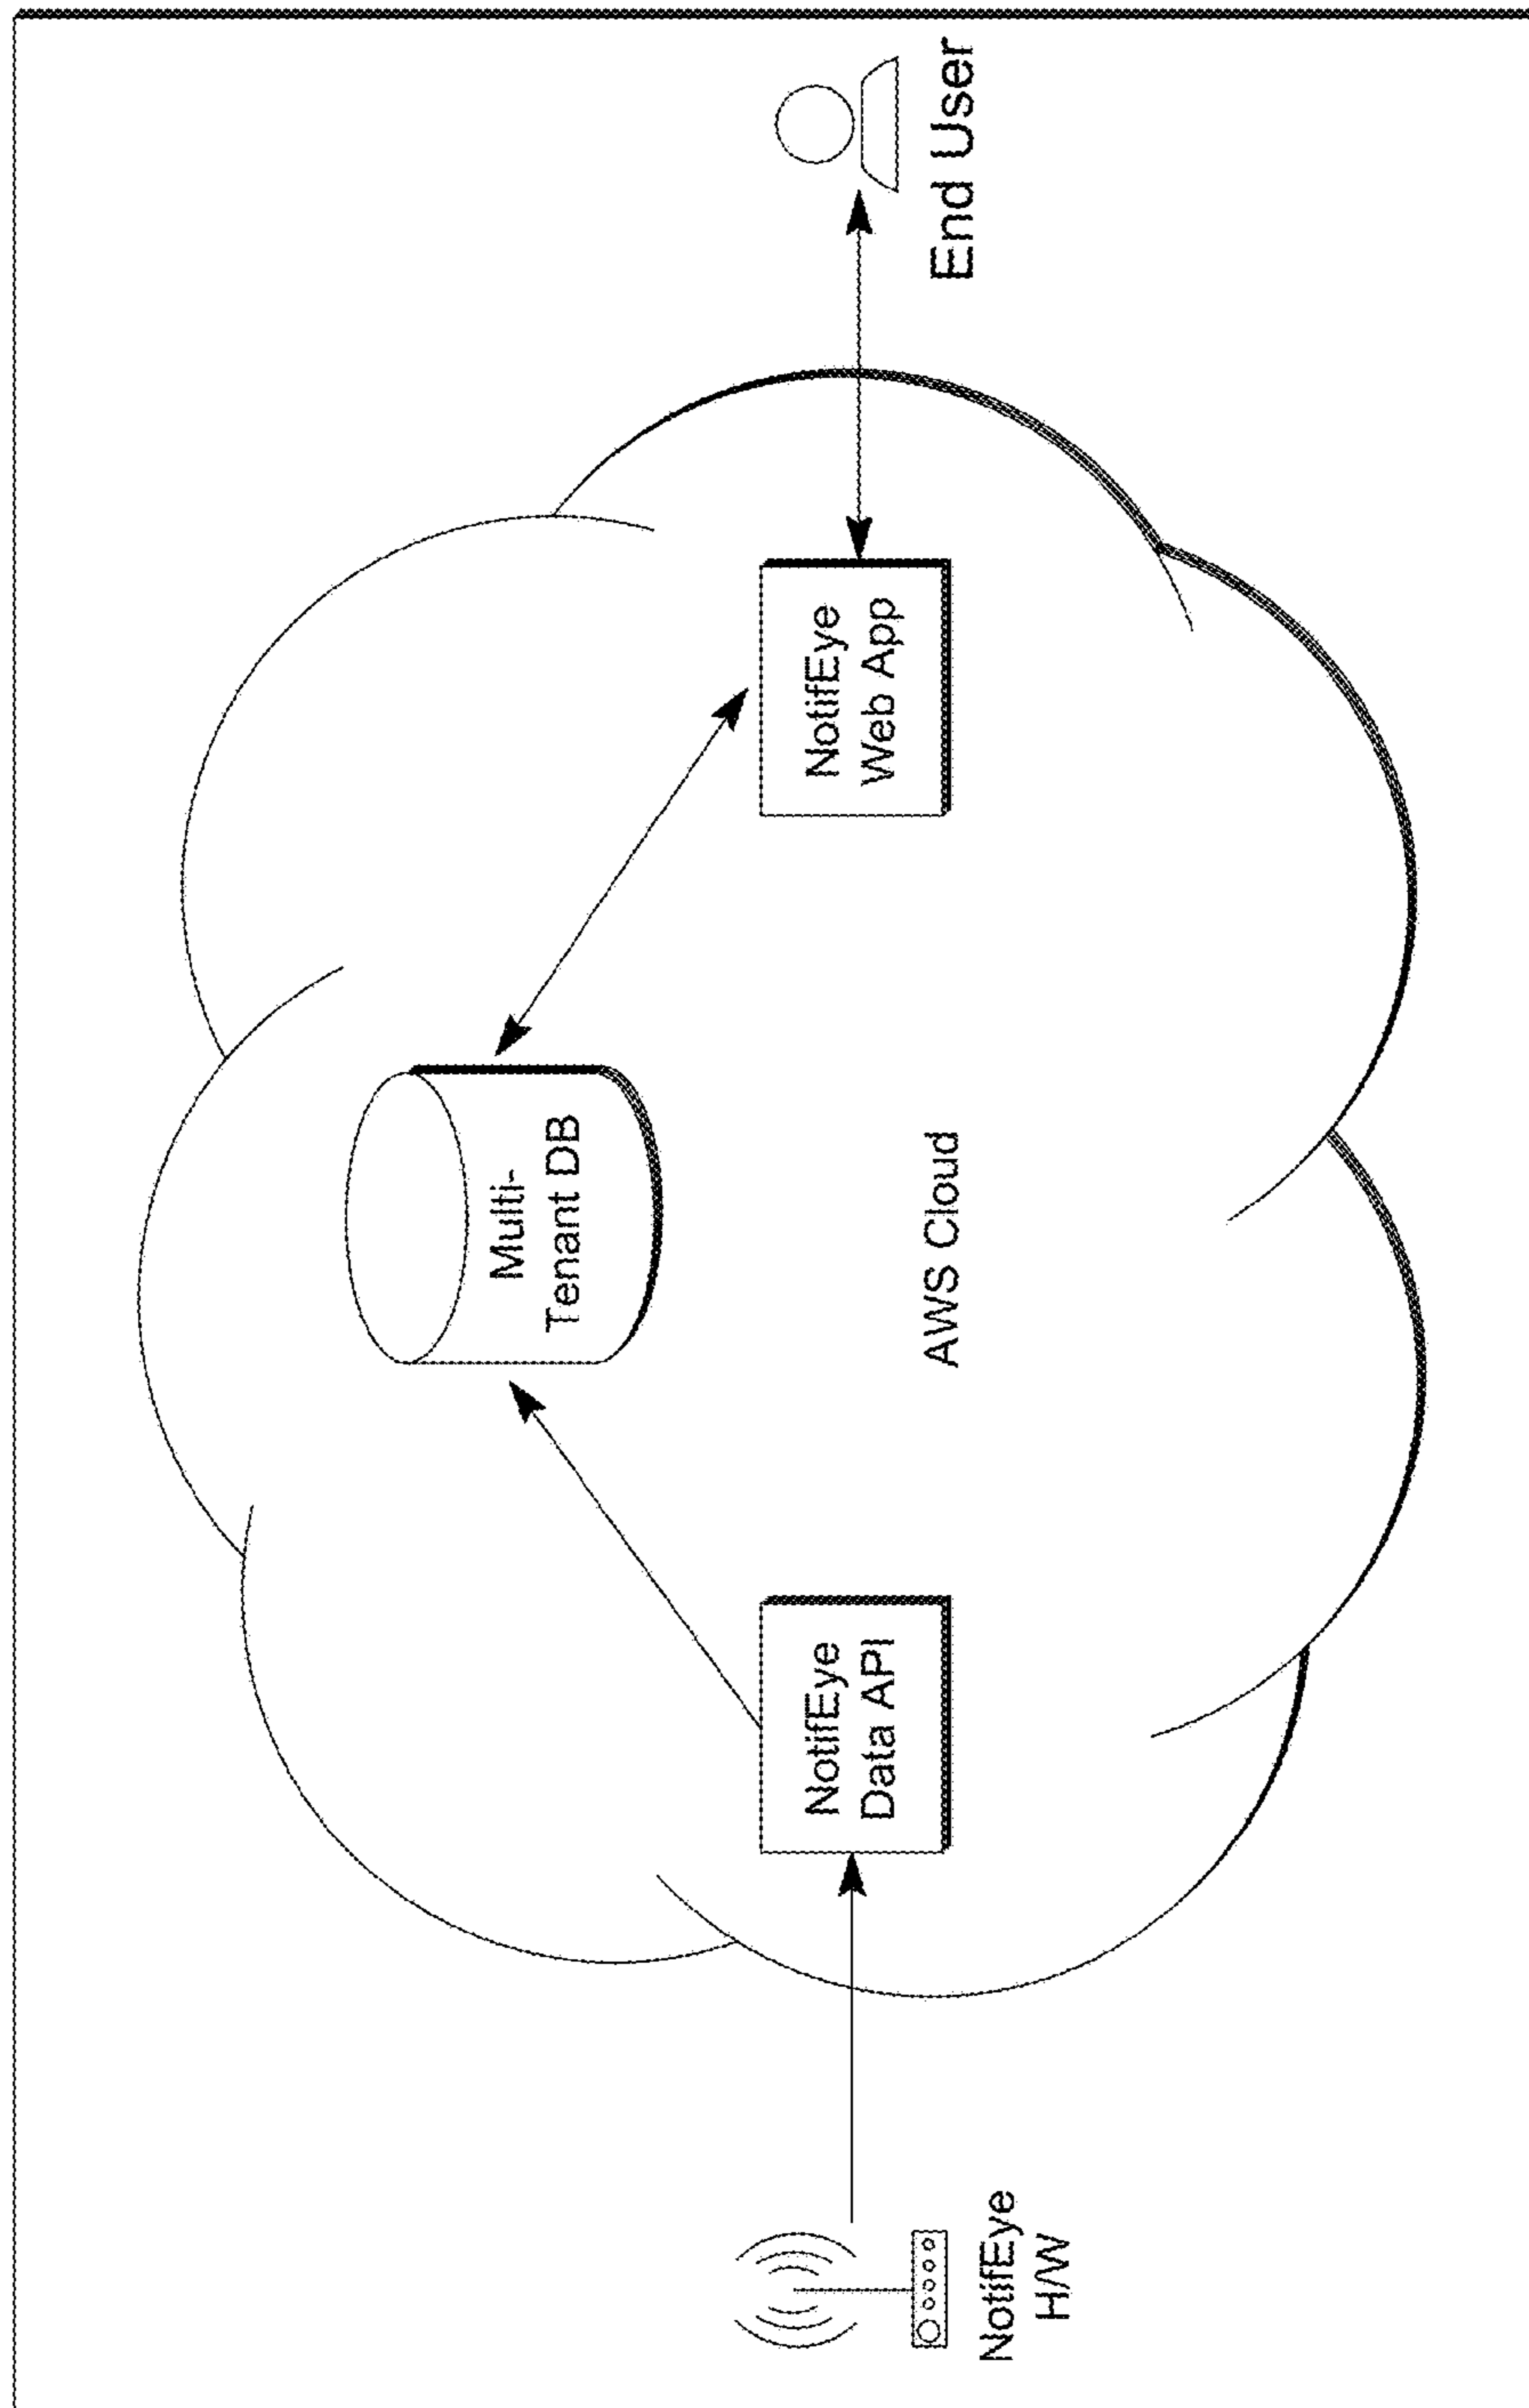 Multi-
Tenant DB
NotifEye
Data API
NotifEye
Web App
End User
AWS Cloud
NotifEye
H/W